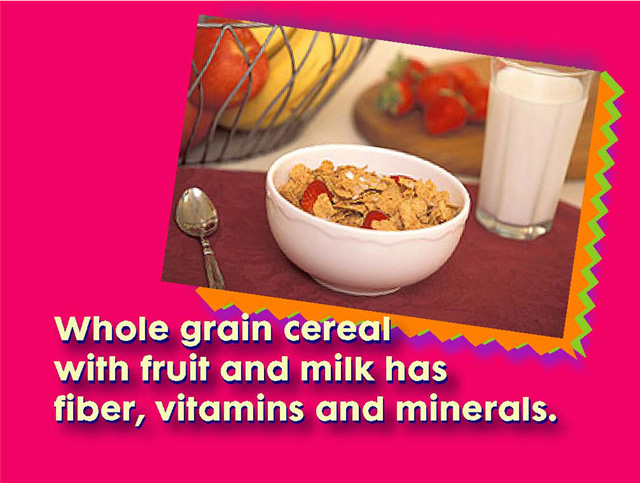 Whole grain cereal
with fruit and milk has
fiber, vitamins and minerals.